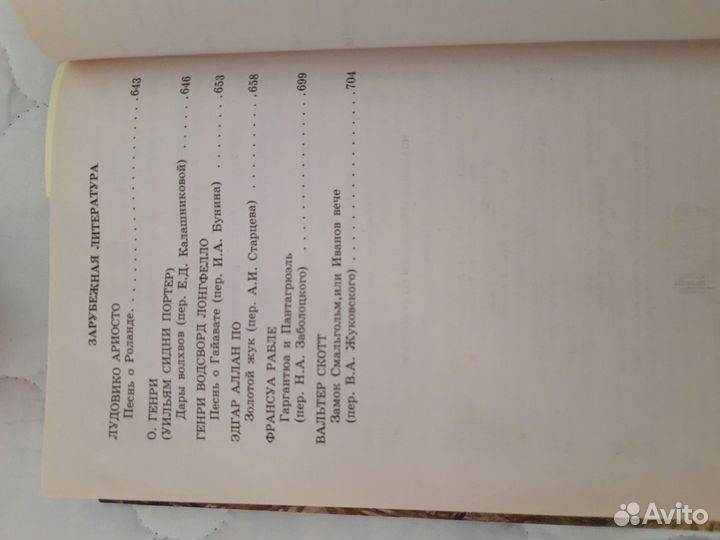 ЗАРУБЕЖНАЯ ЛИТЕРАТУРА
ЛУДОВИКО АРИОСТО
Песнь о Роланде. . . . . . . . . . . . . . . . . . . . . .643
О. ГЕНРИ
(УИЛЬЯМ СИДНИ ПОРТЕР)
Дары волхвов (пер. Е.Д. Калашниковой) . . . . . .646
ГЕНРИ ВОДСВОРД ЛОНГФЕЛЛО
Песнь о Гайавате (пер. И.А. Бунина) . . . . . . . .653
ЭДГАР АЛЛАН ПО
Золотой жук (пер. А.И. Старцева) . . . . . . . . . .658
ФРАНСУА РАБЛЕ
Гаргантюа и Пантагрюэль
(пер. Н.А. Заболоцкого) . . . . . . . . . . . . . . . .699
ВАЛЬТЕР СКОТТ
Замок Смальгольм,или Иванов вече
(пер. В.А. Жуковского) . . . . . . . . . . . . . . . .704
Avito